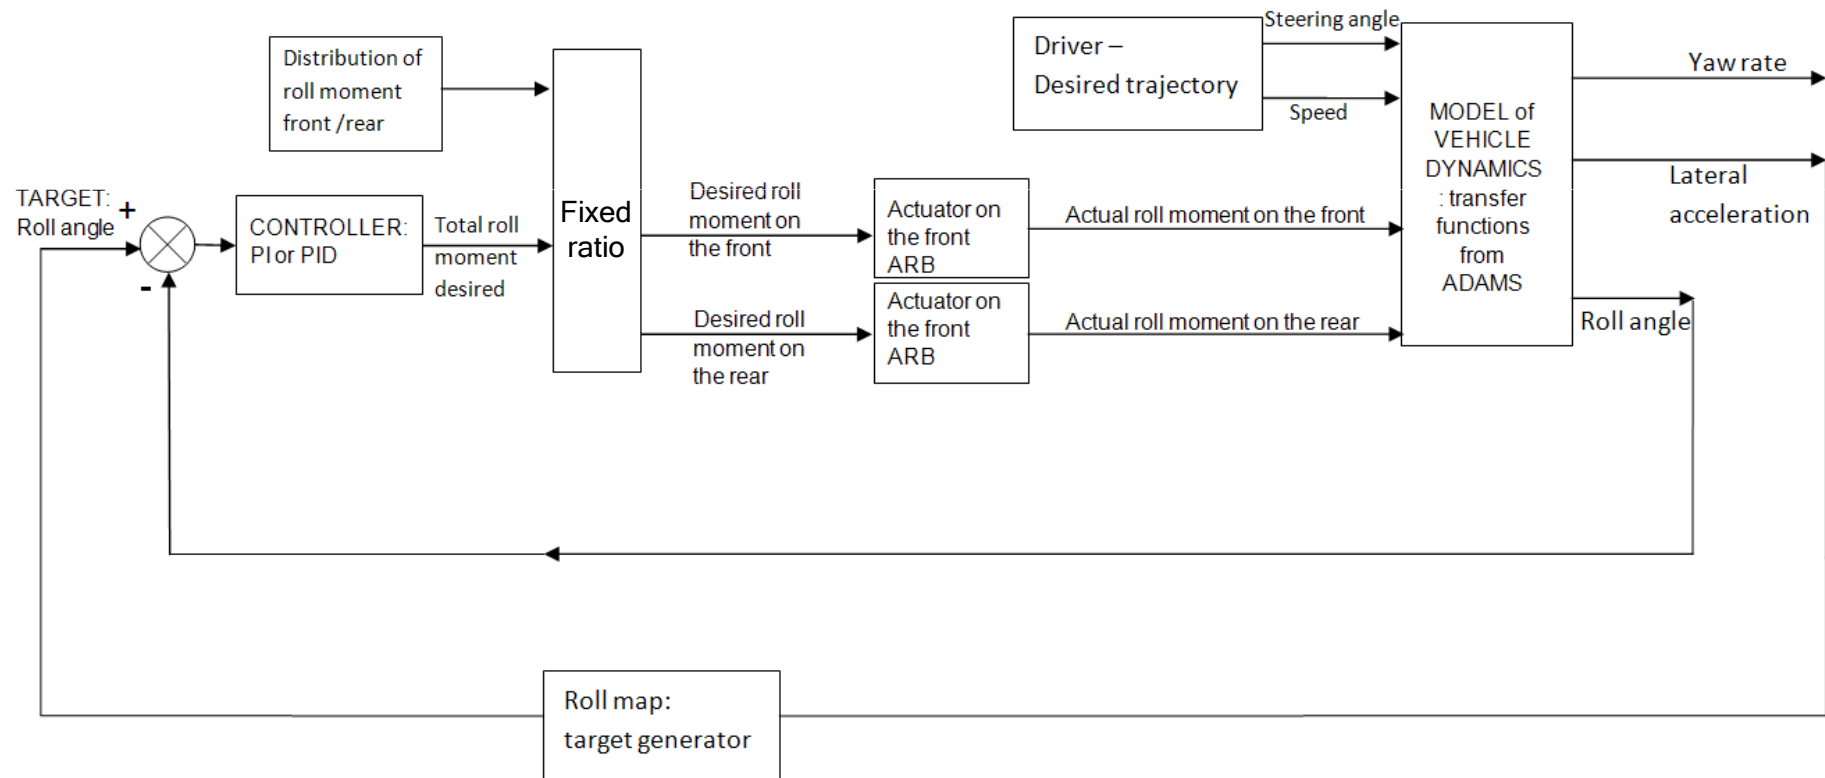 Distribution of
roll moment
front /rear
Driver –
Desired trajectory
Steering angle
Speed
MODEL of
VEHICLE
DYNAMICS
: transfer
functions
from
ADAMS
Yaw rate
Lateral
acceleration
Roll angle
TARGET:
Roll angle
+
-
CONTROLLER:
PI or PID
Total roll
moment
desired
Fixed
ratio
Desired roll
moment on
the front
Actuator on
the front
ARB
Actual roll moment on the front
Desired roll
moment on
the rear
Actuator on
the front
ARB
Actual roll moment on the rear
Roll map:
target generator